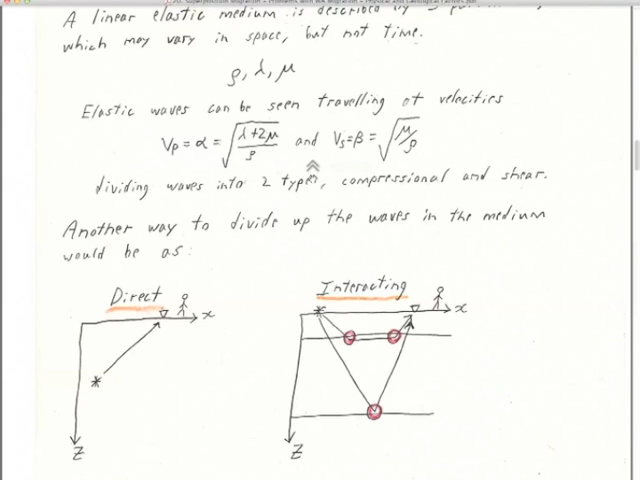 A linear elastic medium is described by 3
which may vary in space, but not time.
ρ, λ, μ
Elastic waves can be seen travelling at velocities
Vp = α = √(λ+2μ / ρ) and Vs = β = √(μ/ρ)
dividing waves into 2 types, compressional and shear.
Another way to divide up the waves in the medium
would be as:
Direct
Interacting
x
x
z
z